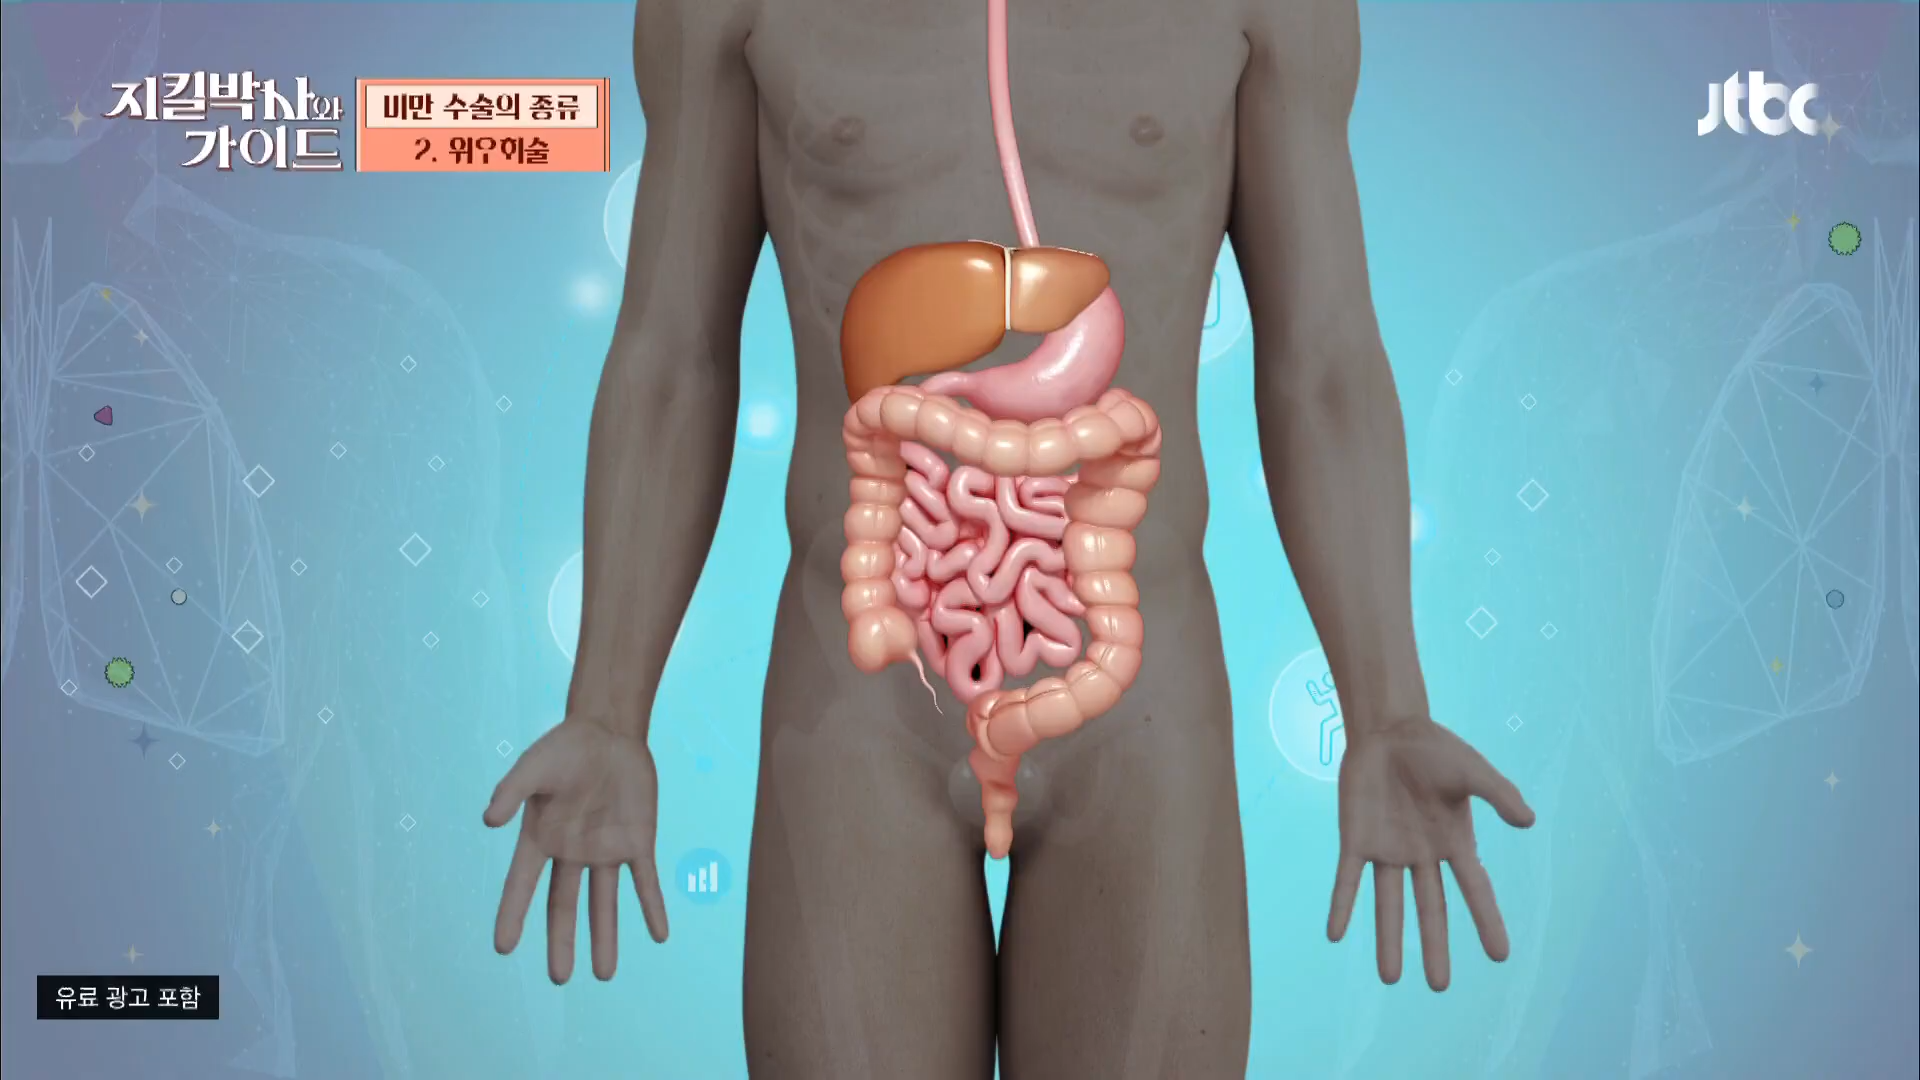 지킬박사와
가이드
비만 수술의 종류
2. 위우회술
jtbc
유료 광고 포함